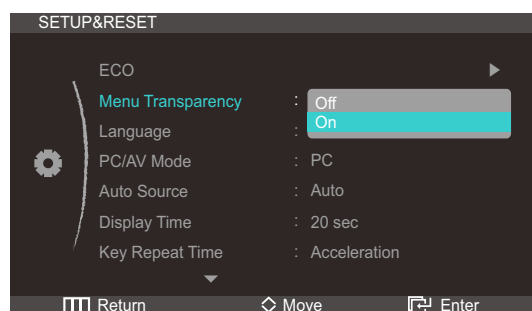 SETUP&RESET
ECO
Menu Transparency : Off
On
Language :
PC/AV Mode : PC
Auto Source : Auto
Display Time : 20 sec
Key Repeat Time : Acceleration
Return Move Enter